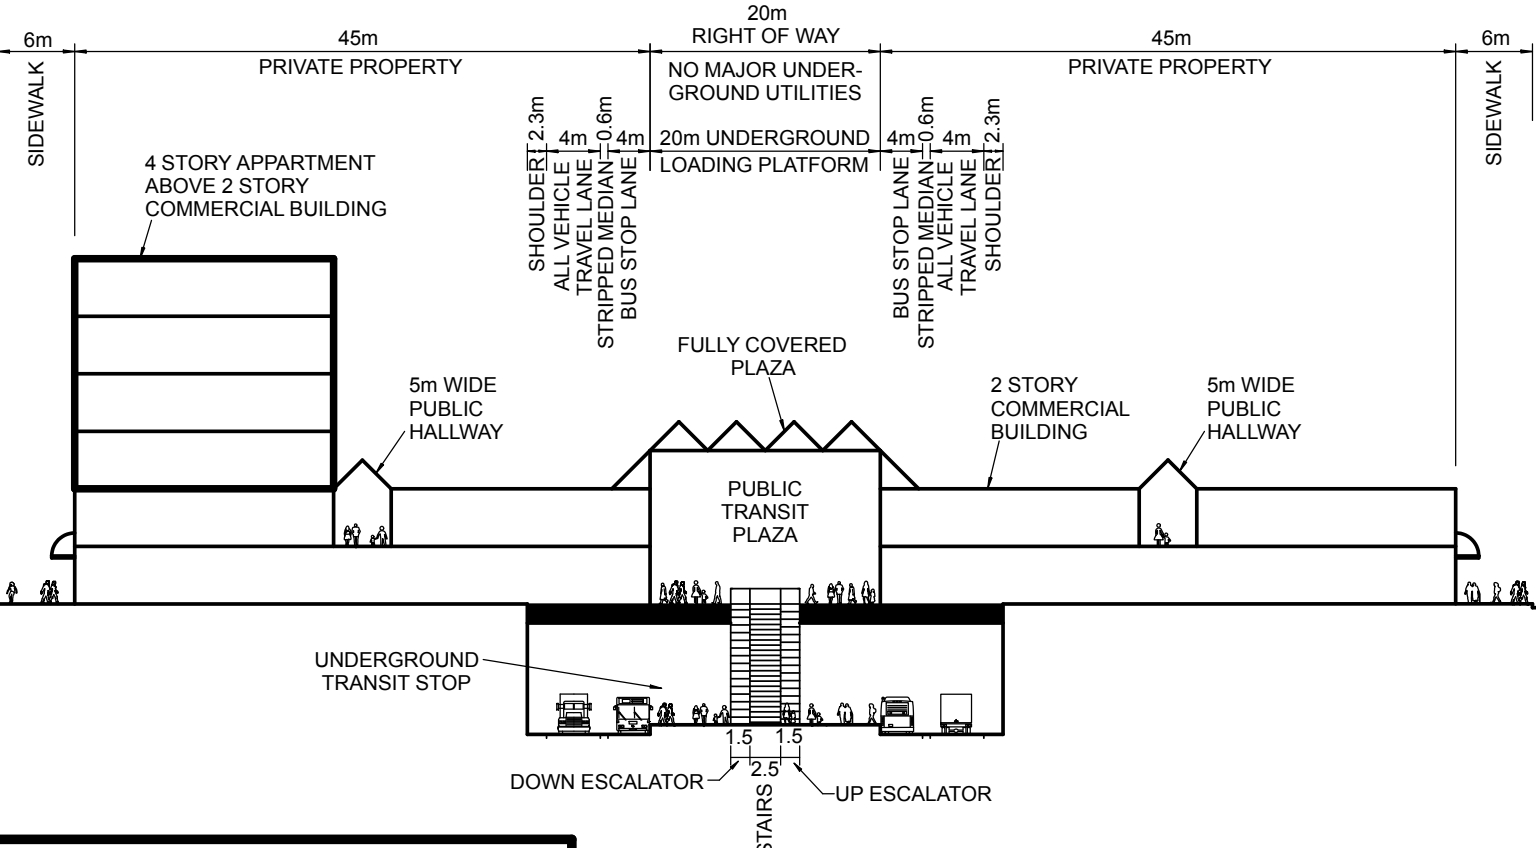 20m
RIGHT OF WAY
6m
45m
45m
6m
PRIVATE PROPERTY
PRIVATE PROPERTY
NO MAJOR UNDER-
GROUND UTILITIES
SIDEWALK
SIDEWALK
2.3m
4m
0.6m
4m
20m UNDERGROUND
LOADING PLATFORM
4m
0.6m
4m
2.3m
SHOULDER
ALL VEHICLE
TRAVEL LANE
STRIPPED MEDIAN
BUS STOP LANE
BUS STOP LANE
STRIPPED MEDIAN
ALL VEHICLE
TRAVEL LANE
SHOULDER
4 STORY APPARTMENT
ABOVE 2 STORY
COMMERCIAL BUILDING
FULLY COVERED
PLAZA
5m WIDE
PUBLIC
HALLWAY
2 STORY
COMMERCIAL
BUILDING
5m WIDE
PUBLIC
HALLWAY
PUBLIC
TRANSIT
PLAZA
UNDERGROUND
TRANSIT STOP
1.5
1.5
2.5
DOWN ESCALATOR
UP ESCALATOR
STAIRS